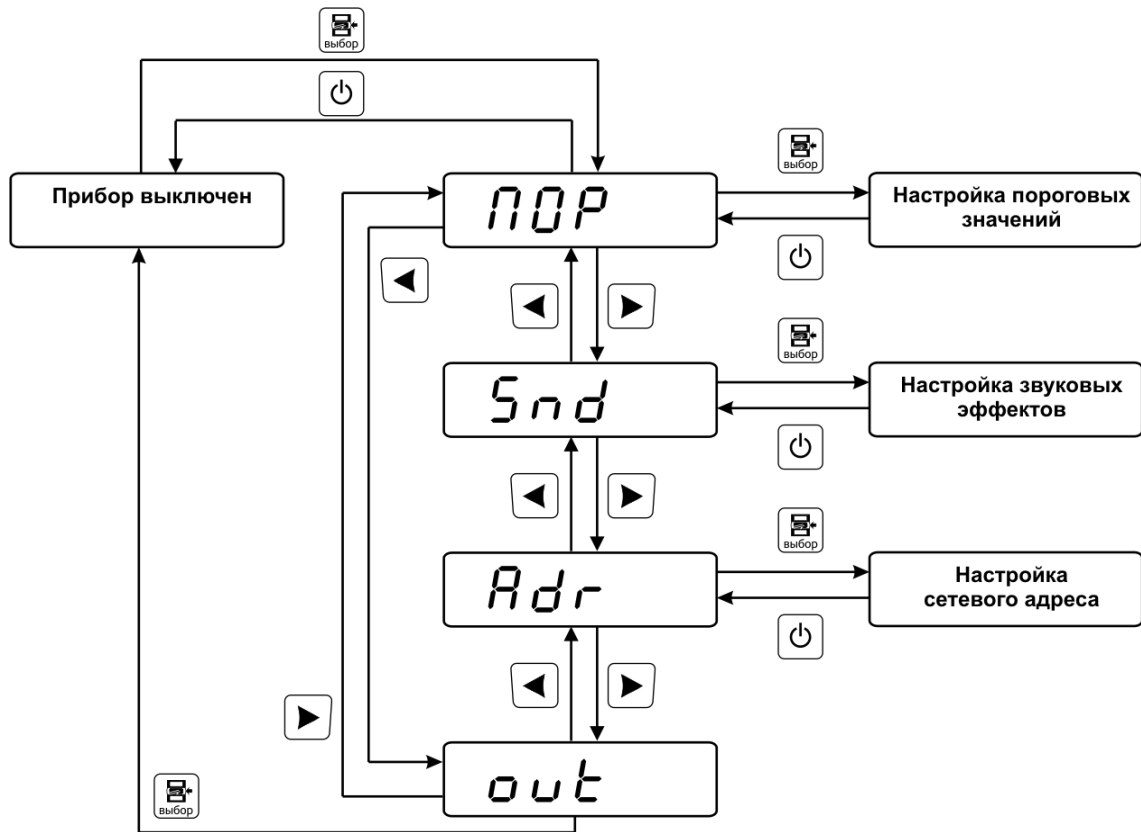 выбор
Прибор выключен
ПОР
выбор
Настройка пороговых
значений
выбор
Snd
Настройка звуковых
эффектов
выбор
Adr
Настройка
сетевого адреса
out
выбор